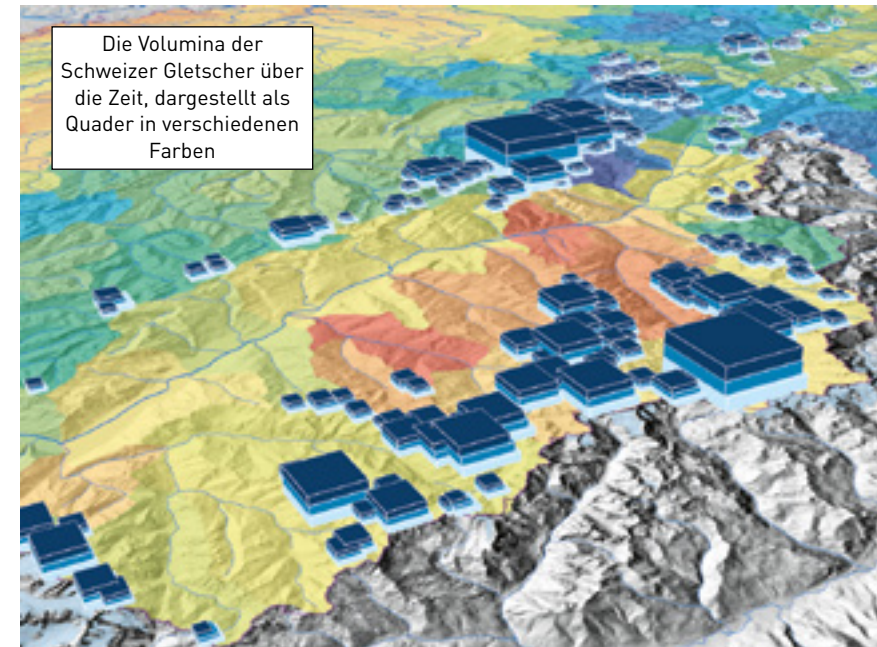 Die Volumina der
Schweizer Gletscher über
die Zeit, dargestellt als
Quader in verschiedenen
Farben